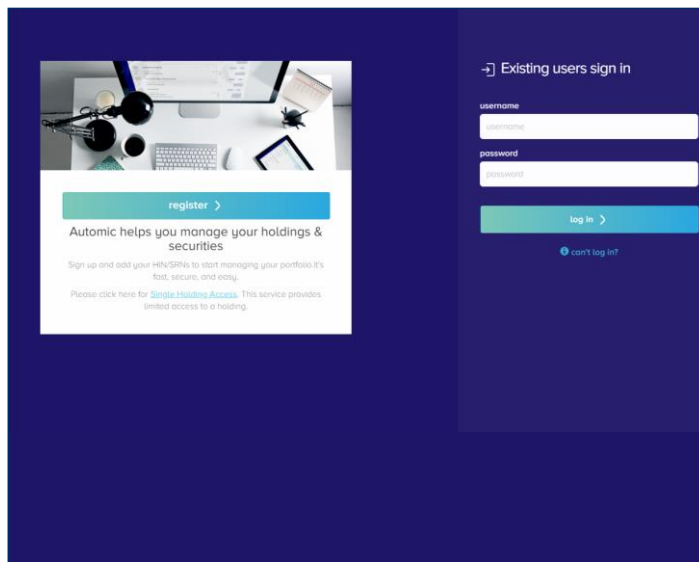 register
Automic helps you manage your holdings &
securities
Sign up and add your HIN/SRNs to start managing your portfolio.It's
fast, secure, and easy.
Please click here for Single Holding Access. This service provides
limited access to a holding.
Existing users sign in
username
username
password
password
log in
can't log in?